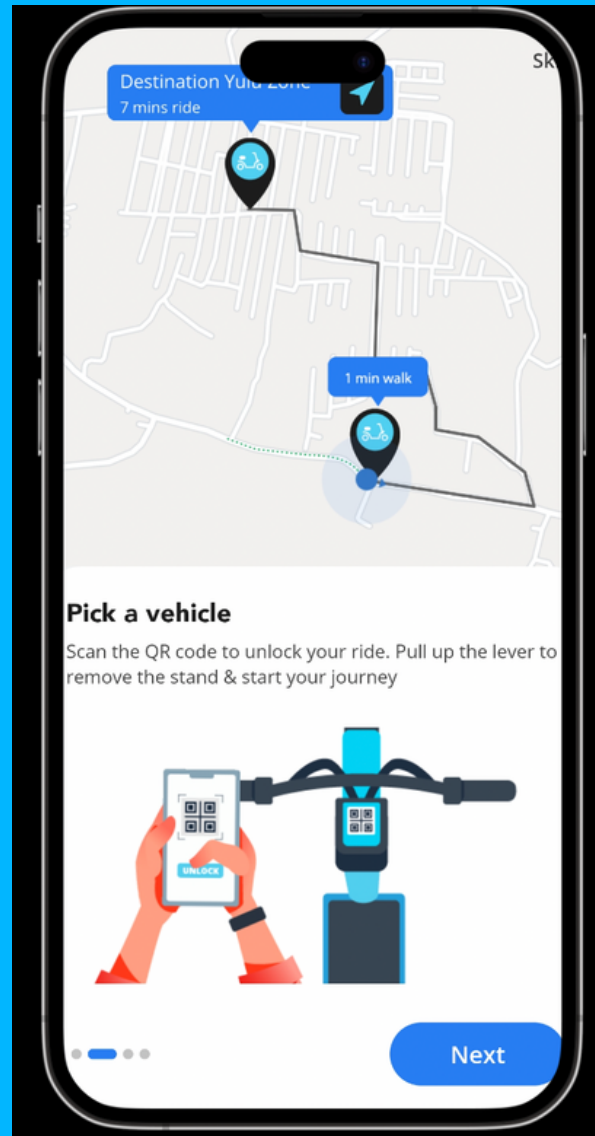 Sk
Destination Yulu Zone
7 mins ride
1 min walk
Pick a vehicle
Scan the QR code to unlock your ride. Pull up the lever to
remove the stand & start your journey
UNLOCK
Next